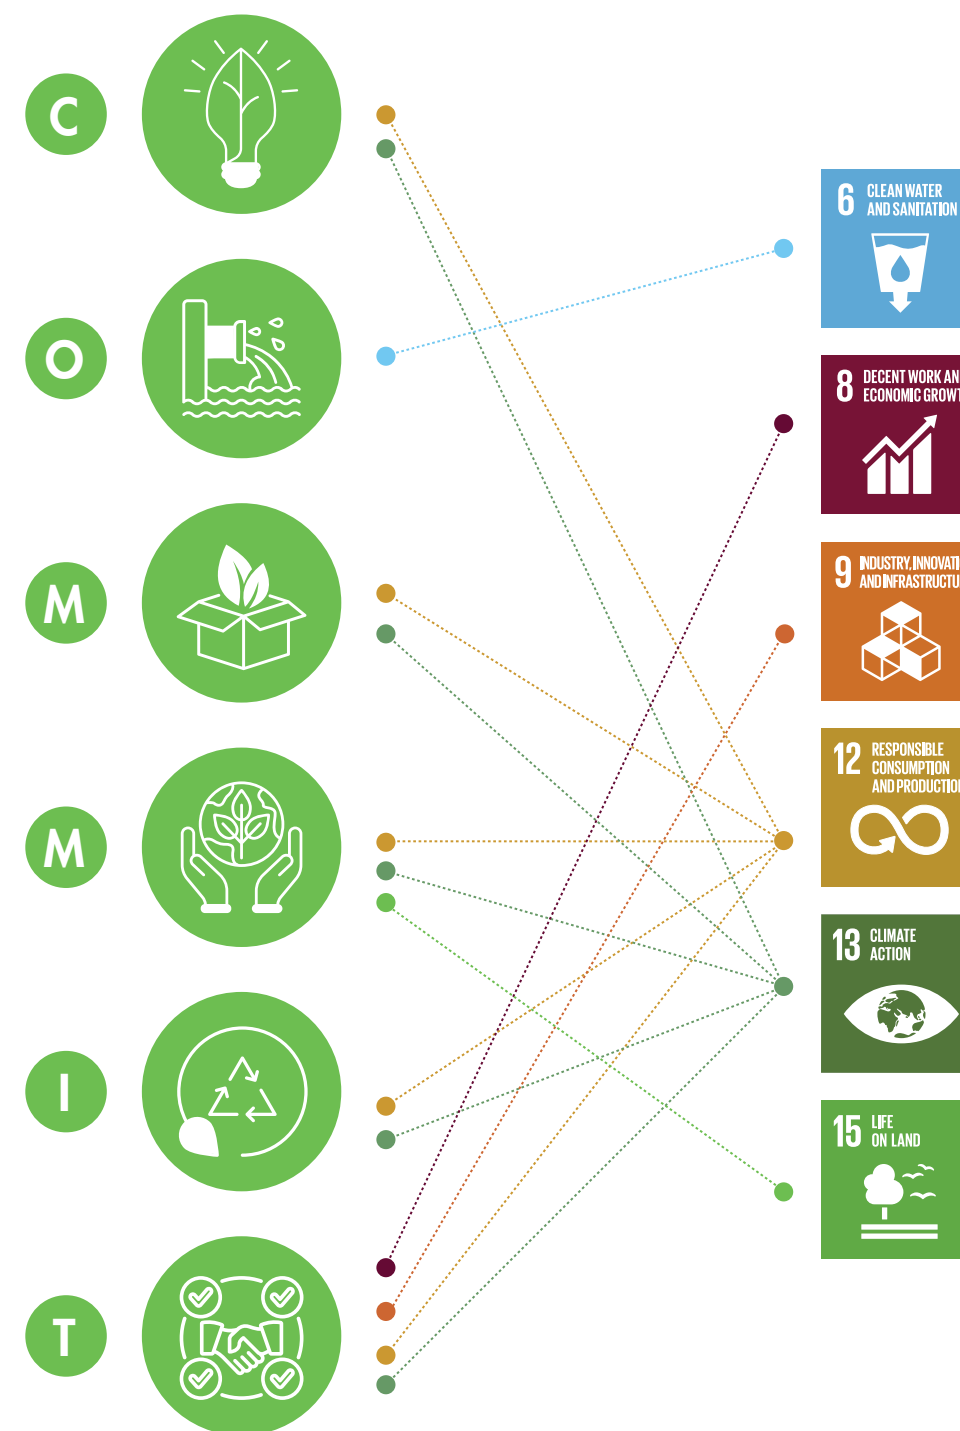 C
O
M
M
I
T
6 CLEAN WATER
AND SANITATION
8 DECENT WORK AN
ECONOMIC GROWT
9 INDUSTRY, INNOVATI
AND INFRASTRUCTU
12 RESPONSIBLE
CONSUMPTION
AND PRODUCTION
13 CLIMATE
ACTION
15 LIFE
ON LAND